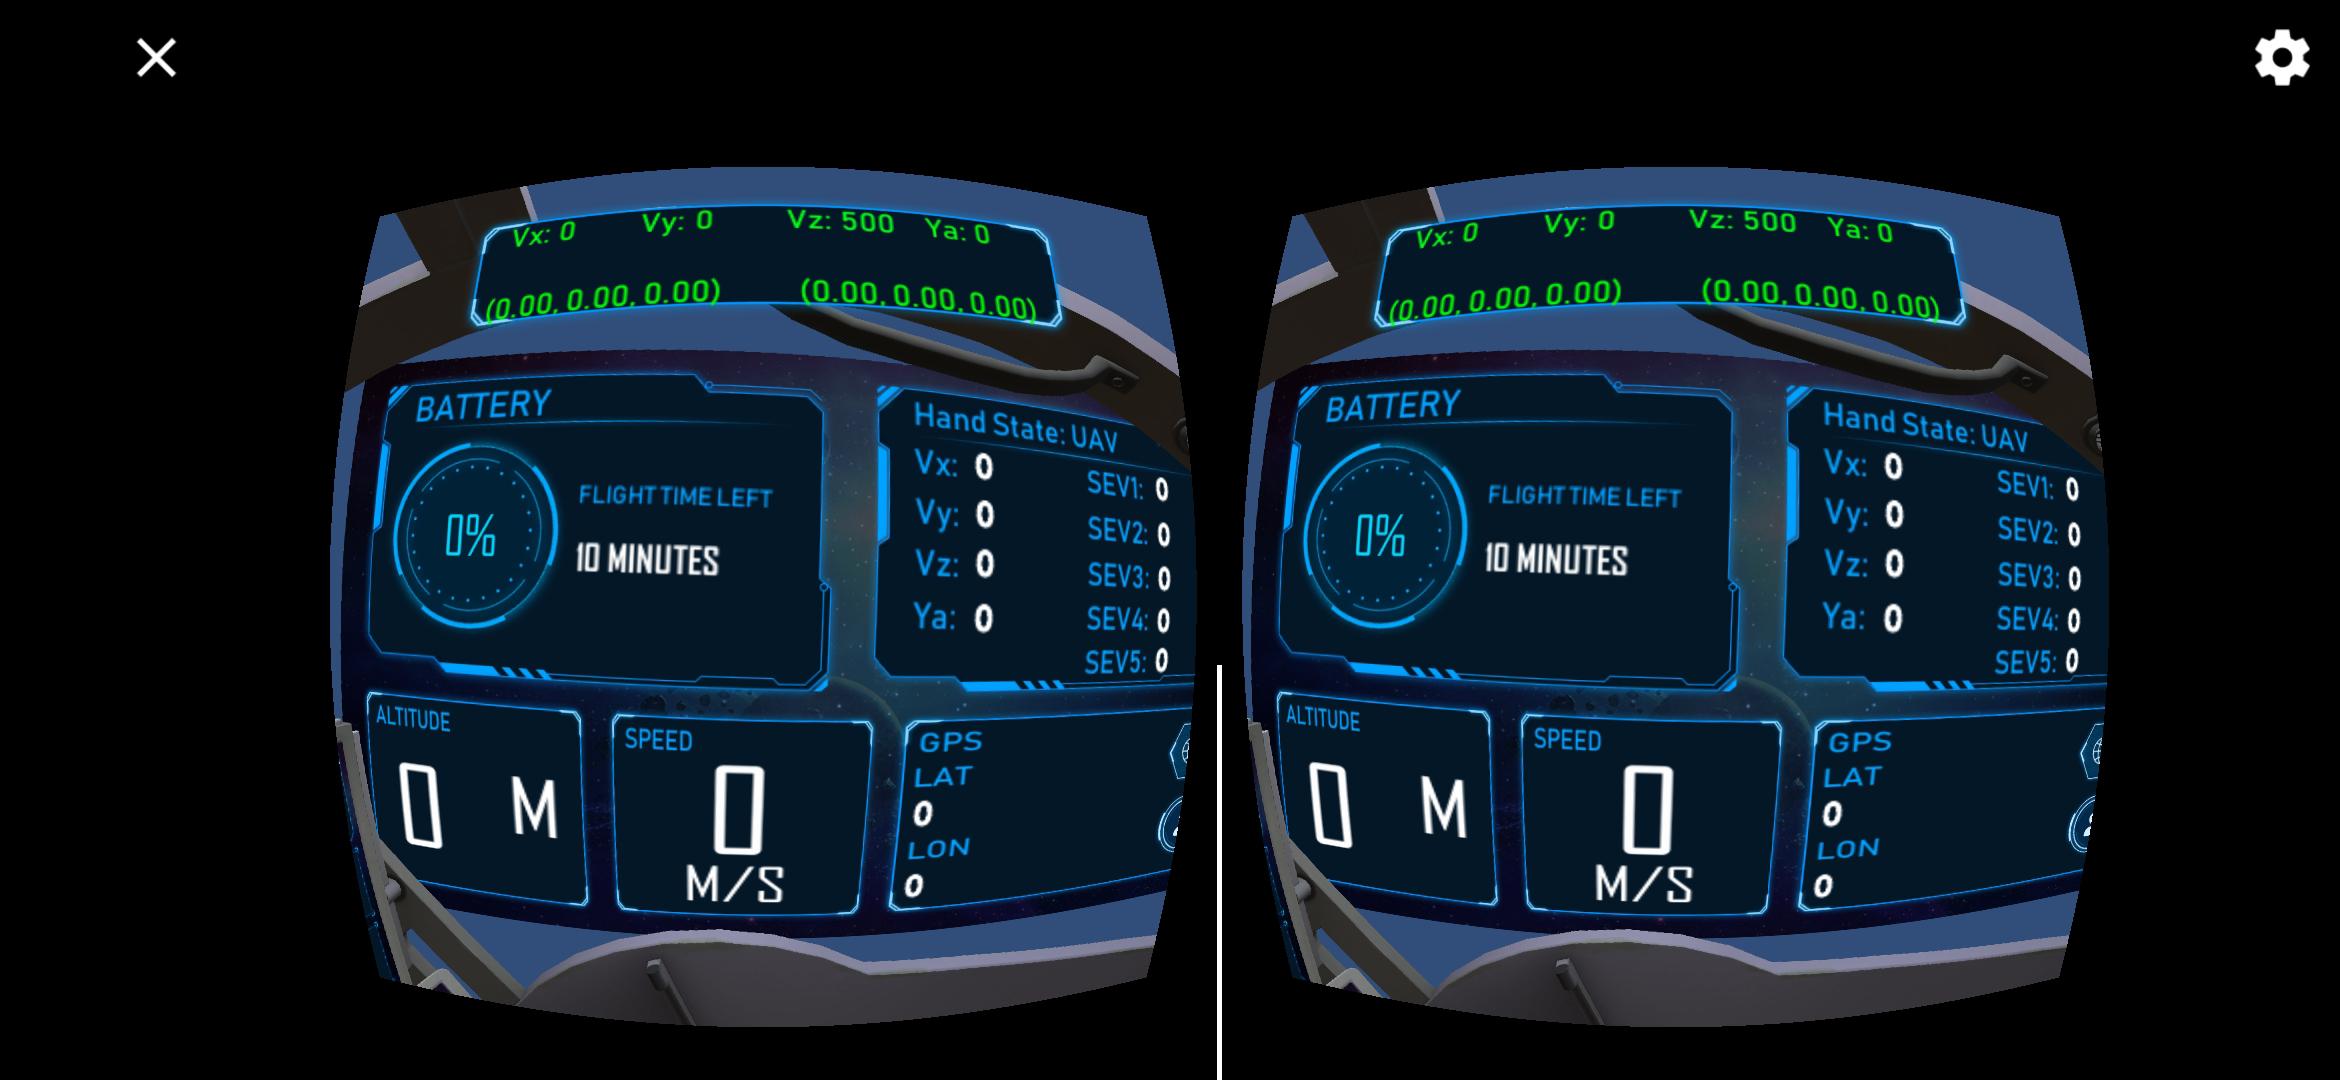 Vx: 0 Vy: 0 Vz: 500 Ya: 0
(0.00, 0.00, 0.00) (0.00, 0.00, 0.00)
BATTERY
0%
FLIGHT TIME LEFT
10 MINUTES
Hand State: UAV
Vx: 0
Vy: 0
Vz: 0
Ya: 0
SEV1: 0
SEV2: 0
SEV3: 0
SEV4: 0
SEV5: 0
ALTITUDE
0 M
SPEED
0
M/S
GPS
LAT
0
LON
0
Vx: 0 Vy: 0 Vz: 500 Ya: 0
(0.00, 0.00, 0.00) (0.00, 0.00, 0.00)
BATTERY
0%
FLIGHT TIME LEFT
10 MINUTES
Hand State: UAV
Vx: 0
Vy: 0
Vz: 0
Ya: 0
SEV1: 0
SEV2: 0
SEV3: 0
SEV4: 0
SEV5: 0
ALTITUDE
0 M
SPEED
0
M/S
GPS
LAT
0
LON
0